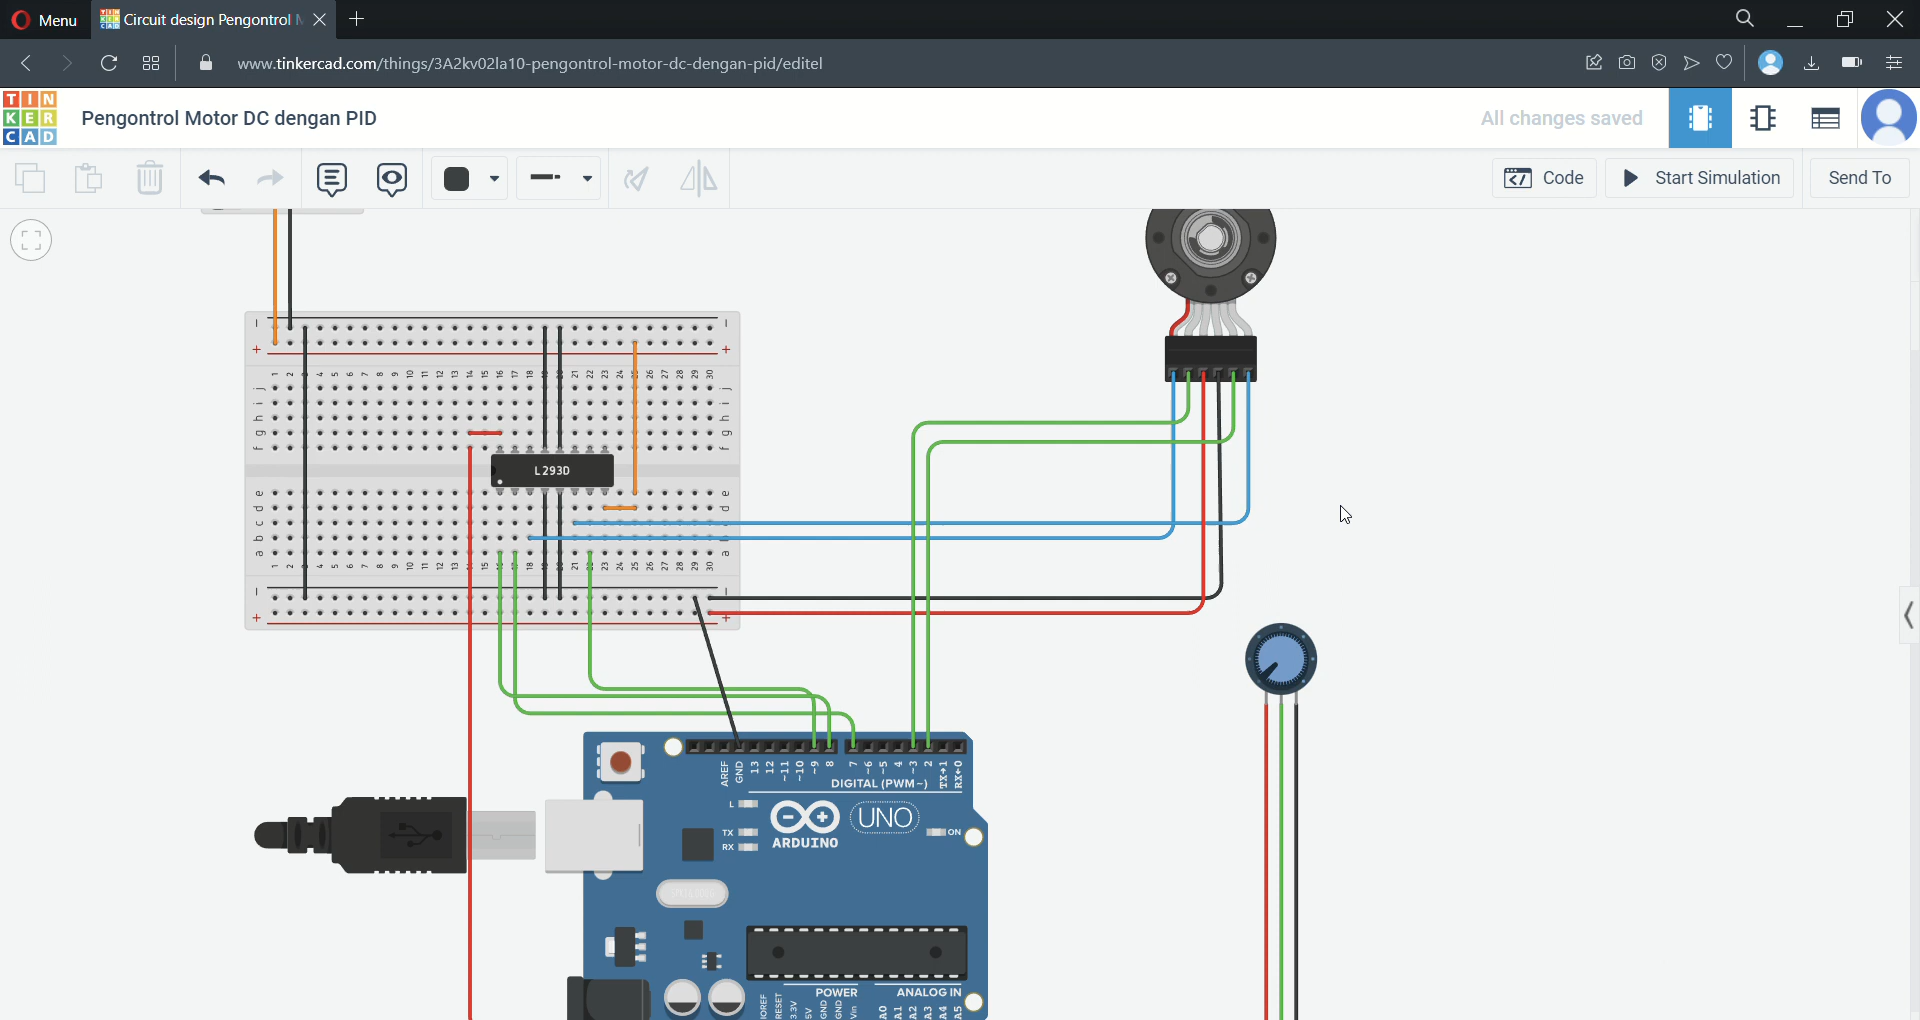 Menu
Circuit design Pengontrol M
www.tinkercad.com/things/3A2kv02la10-pengontrol-motor-dc-dengan-pid/editel
TIN
KER
CAD
Pengontrol Motor DC dengan PID
All changes saved
Code
Start Simulation
Send To
L293D
AREF
GND
13
12
~11
~10
~9
8
7
~6
~5
4
~3
2
TX→1
RX←0
DIGITAL (PWM~)
L
TX
RX
ARDUINO
UNO
ON
POWER
ANALOG IN
IOREF
RESET
3.3V
5V
GND
GND
Vin
A0
A1
A2
A3
A4
A5